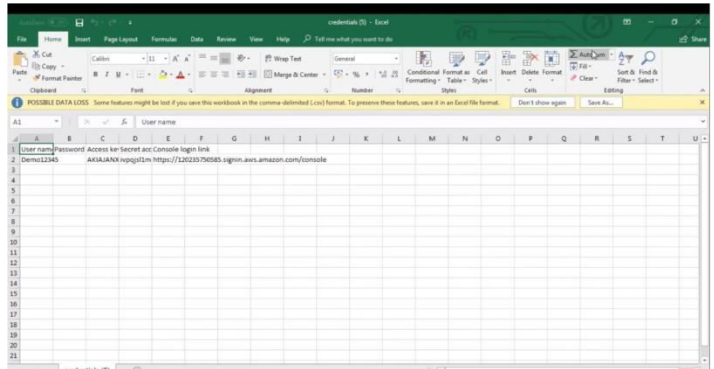 credentials (5) - Excel
File Home Insert Page Layout Formulas Data Review View Help Tell me what you want to do Share
Cut
Copy
Format Painter
Paste
Clipboard
Calibri 11
B I U
Font
Wrap Text
Merge & Center
Alignment
General
Number
Conditional Formatting
Format as Table
Cell Styles
Styles
Insert Delete Format
Cells
AutoSum
Fill
Clear
Sort & Filter
Find & Select
Editing
POSSIBLE DATA LOSS Some features might be lost if you save this workbook in the comma-delimited (.csv) format. To preserve these features, save it in an Excel file format. Don't show again Save As...
A1 fx User name
A B C D E F G H I J K L M N O P Q R S T U
1 User nam Password Access key Secret acc Console login link
2 Demo12345 AKIAJANX ivpqjsl1m https://120235750585.signin.aws.amazon.com/console
3
4
5
6
7
8
9
10
11
12
13
14
15
16
17
18
19
20
21